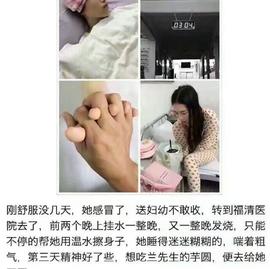 03:04
刚舒服没几天，她感冒了，送妇幼不敢收，转到福清医
院去了，前两个晚上挂水一整晚，又一整晚发烧，只能
不停的帮她用温水擦身子，她睡得迷迷糊糊的，喘着粗
气，第三天精神好了些，想吃兰先生的芋圆，便去给她